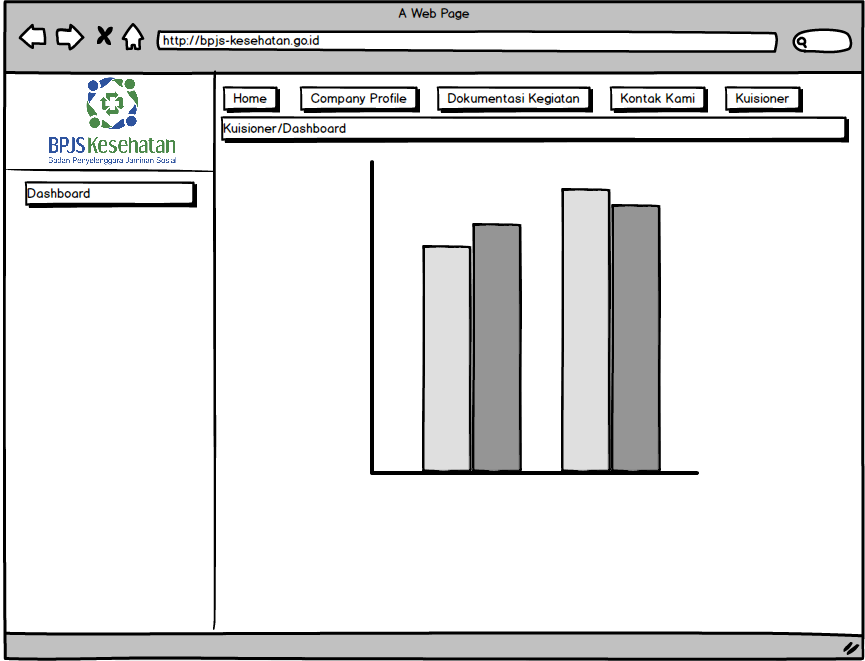 A Web Page
http://bpjs-kesehatan.go.id
BPJS Kesehatan
Badan Penyelenggara Jaminan Sosial
Home
Company Profile
Dokumentasi Kegiatan
Kontak Kami
Kuisioner
Kuisioner/Dashboard
Dashboard